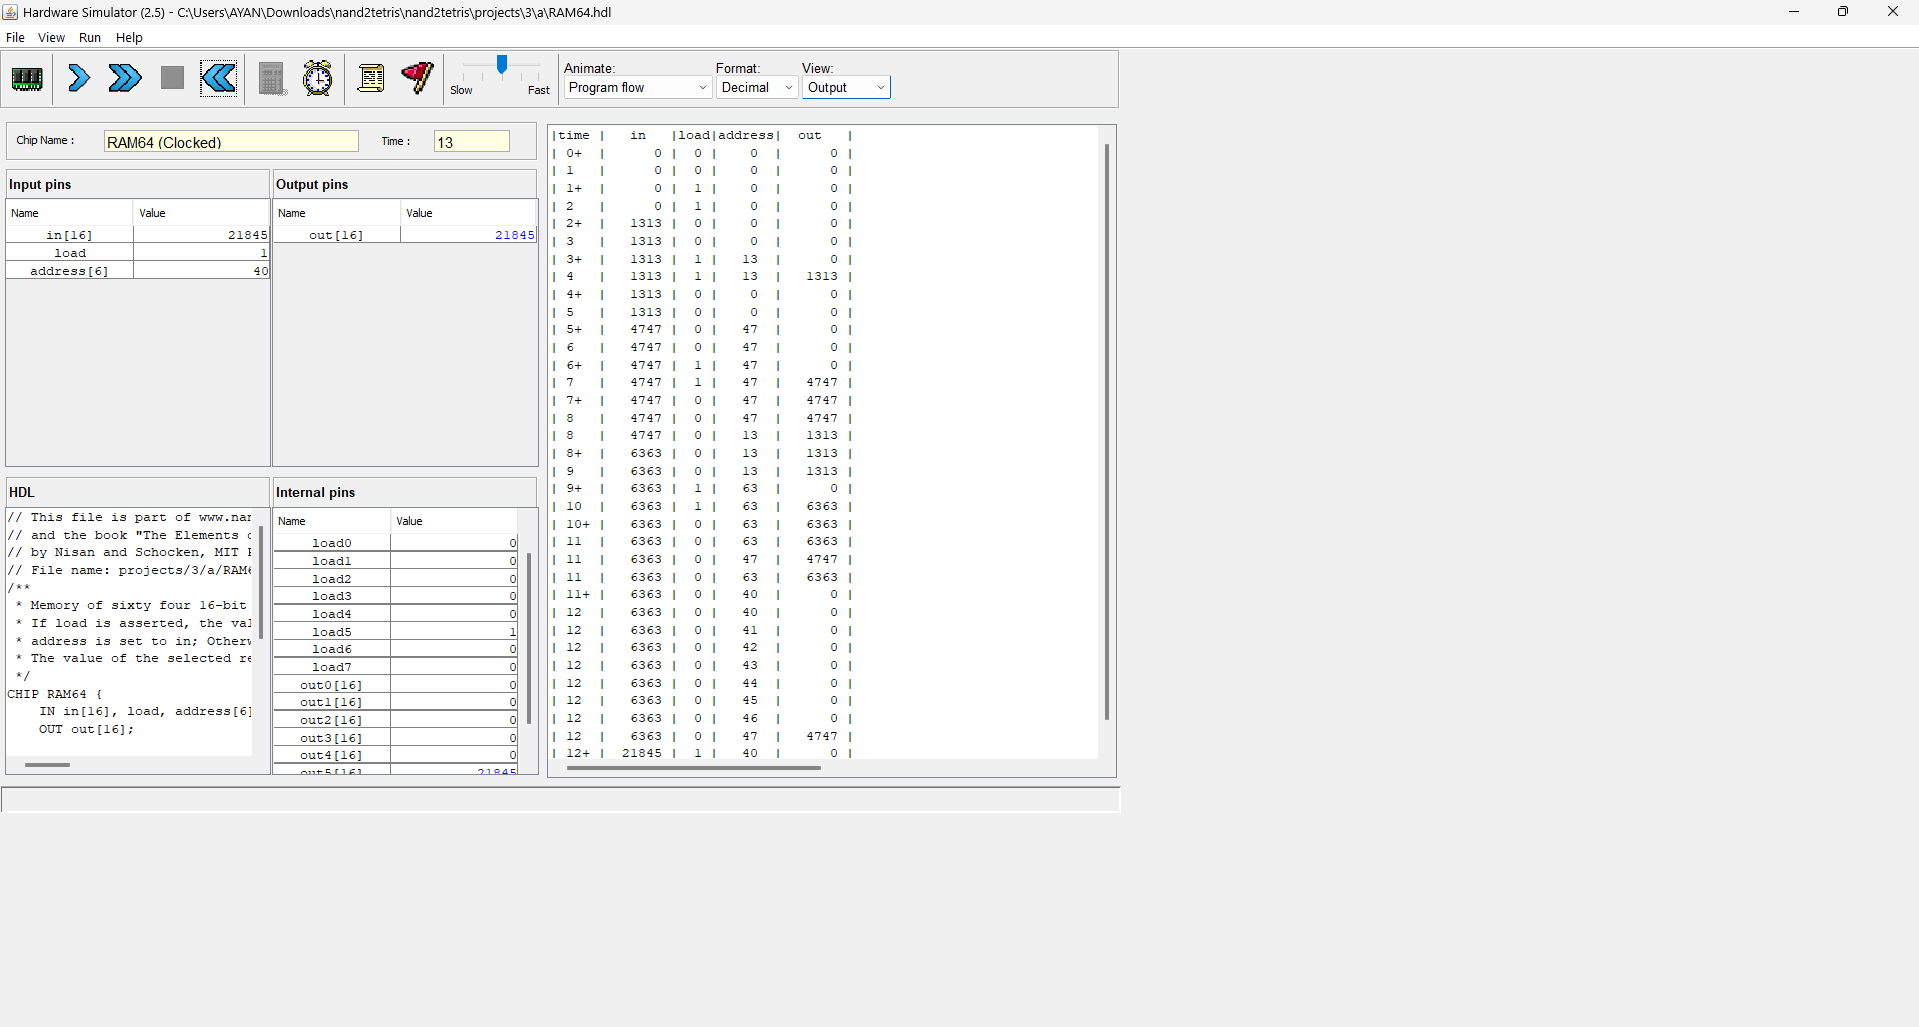 Hardware Simulator (2.5) - C:\Users\AYAN\Downloads\nand2tetris\nand2tetris\projects\3\a\RAM64.hdl
File View Run Help
Slow Fast
Animate: Format: View:
Program flow Decimal Output
Chip Name : RAM64 (Clocked) Time : 13
Input pins
Name Value
in[16] 21845
load 1
address[6] 40
Output pins
Name Value
out[16] 21845
HDL
// This file is part of www.nan
// and the book "The Elements o
// by Nisan and Schocken, MIT P
// File name: projects/3/a/RAM6
/**
* Memory of sixty four 16-bit
* If load is asserted, the val
* address is set to in; Otherw
* The value of the selected re
*/
CHIP RAM64 {
IN in[16], load, address[6]
OUT out[16];
Internal pins
Name Value
load0 0
load1 0
load2 0
load3 0
load4 0
load5 1
load6 0
load7 0
out0[16] 0
out1[16] 0
out2[16] 0
out3[16] 0
out4[16] 0
out5[16] 21845
|time | in |load|address| out |
| 0+ | 0 | 0 | 0 | 0 |
| 1 | 0 | 0 | 0 | 0 |
| 1+ | 0 | 1 | 0 | 0 |
| 2 | 0 | 1 | 0 | 0 |
| 2+ | 1313 | 0 | 0 | 0 |
| 3 | 1313 | 0 | 0 | 0 |
| 3+ | 1313 | 1 | 13 | 0 |
| 4 | 1313 | 1 | 13 | 1313 |
| 4+ | 1313 | 0 | 0 | 0 |
| 5 | 1313 | 0 | 0 | 0 |
| 5+ | 4747 | 0 | 47 | 0 |
| 6 | 4747 | 0 | 47 | 0 |
| 6+ | 4747 | 1 | 47 | 0 |
| 7 | 4747 | 1 | 47 | 4747 |
| 7+ | 4747 | 0 | 47 | 4747 |
| 8 | 4747 | 0 | 47 | 4747 |
| 8 | 4747 | 0 | 13 | 1313 |
| 8+ | 6363 | 0 | 13 | 1313 |
| 9 | 6363 | 0 | 13 | 1313 |
| 9+ | 6363 | 1 | 63 | 0 |
| 10 | 6363 | 1 | 63 | 6363 |
| 10+ | 6363 | 0 | 63 | 6363 |
| 11 | 6363 | 0 | 63 | 6363 |
| 11 | 6363 | 0 | 47 | 4747 |
| 11 | 6363 | 0 | 63 | 6363 |
| 11+ | 6363 | 0 | 40 | 0 |
| 12 | 6363 | 0 | 40 | 0 |
| 12 | 6363 | 0 | 41 | 0 |
| 12 | 6363 | 0 | 42 | 0 |
| 12 | 6363 | 0 | 43 | 0 |
| 12 | 6363 | 0 | 44 | 0 |
| 12 | 6363 | 0 | 45 | 0 |
| 12 | 6363 | 0 | 46 | 0 |
| 12 | 6363 | 0 | 47 | 4747 |
| 12+ | 21845 | 1 | 40 | 0 |